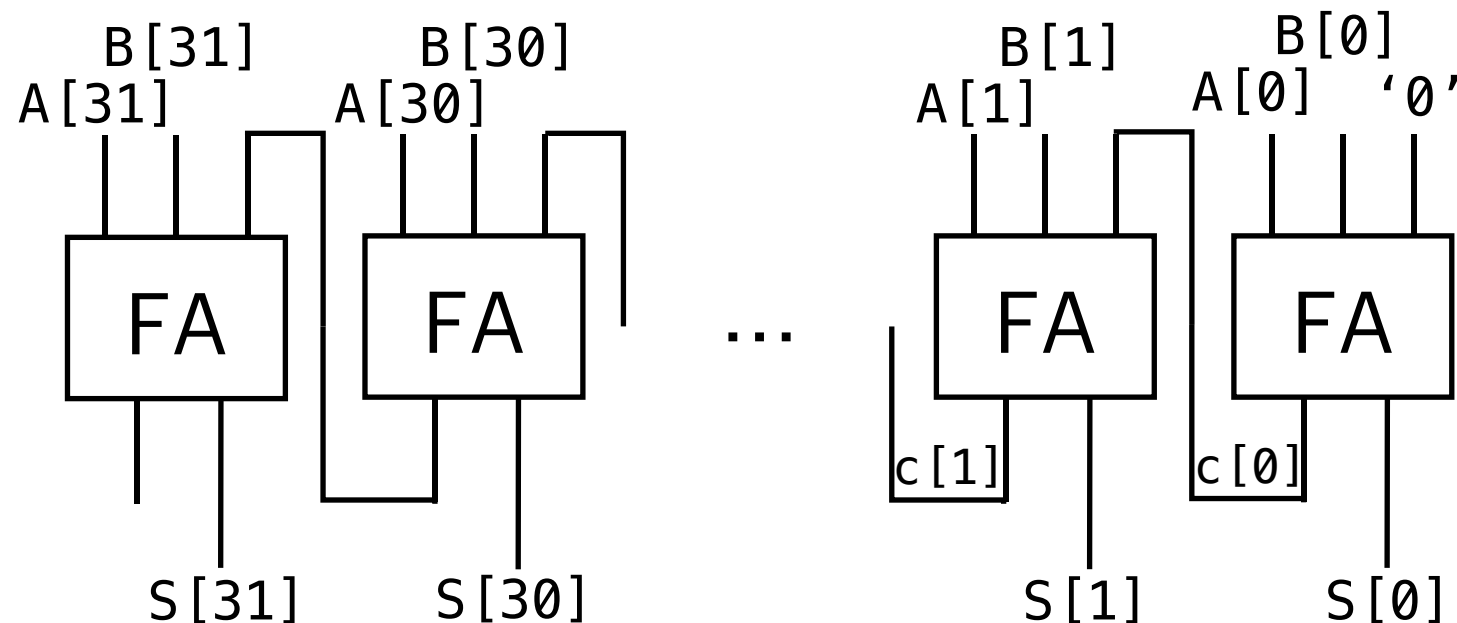 B[31] B[30] B[1] B[0]
A[31] A[30] A[1] A[0] ‘0’
FA FA ... FA FA
c[1] c[0]
S[31] S[30] S[1] S[0]